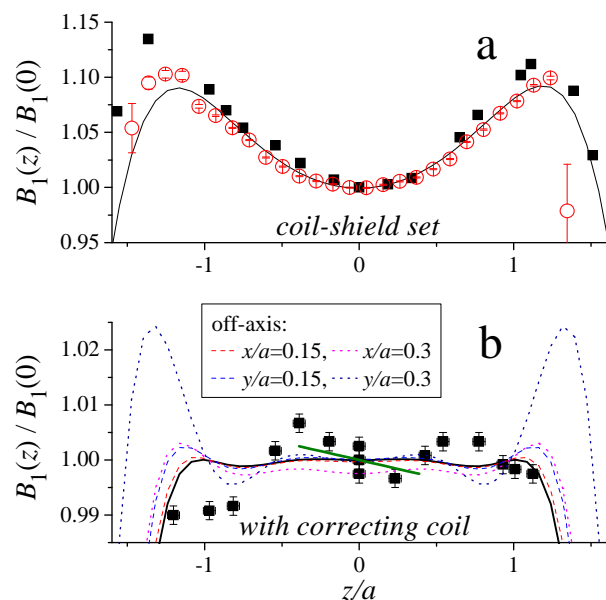 1.15
a
1.10
1.05
1.00
0.95
B₁(z) / B₁(0)
coil-shield set
-1 0 1
off-axis:
x/a=0.15, x/a=0.3
y/a=0.15, y/a=0.3
b
1.02
1.01
1.00
0.99
B₁(z) / B₁(0)
with correcting coil
-1 0 1
z/a